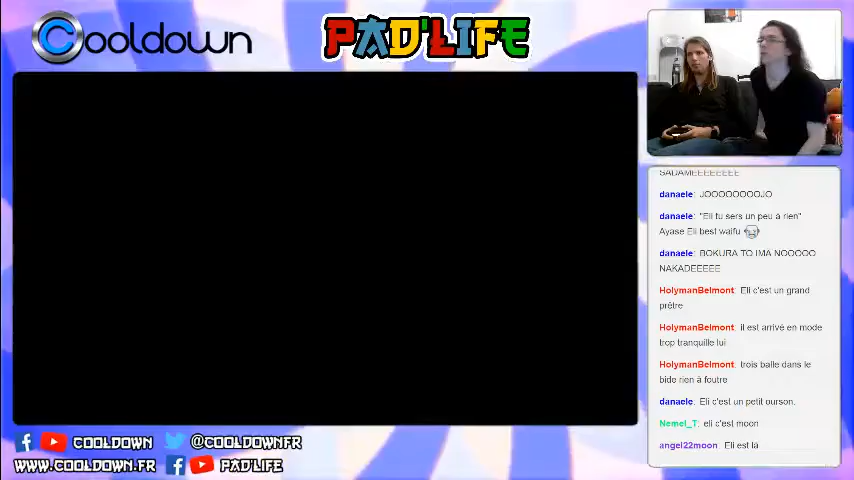 Cooldown
PAD'LIFE
SADAMEEEEEEE
danaele: JOOOOOOOOJO
danaele: "Eli tu sers un peu à rien"
Ayase Eli best waifu
danaele: BOKURA TO IMA NOOOOO
NAKADEEEEE
HolymanBelmont: Eli c'est un grand
prêtre
HolymanBelmont: il est arrivé en mode
trop tranquille lui
HolymanBelmont: trois balle dans le
bide rien à foutre
danaele: Eli c'est un petit ourson.
Nemel_T: eli c'est moon
angel22moon: Eli est là
COOLDOWN @COOLDOWNFR
WWW.COOLDOWN.FR PAD'LIFE